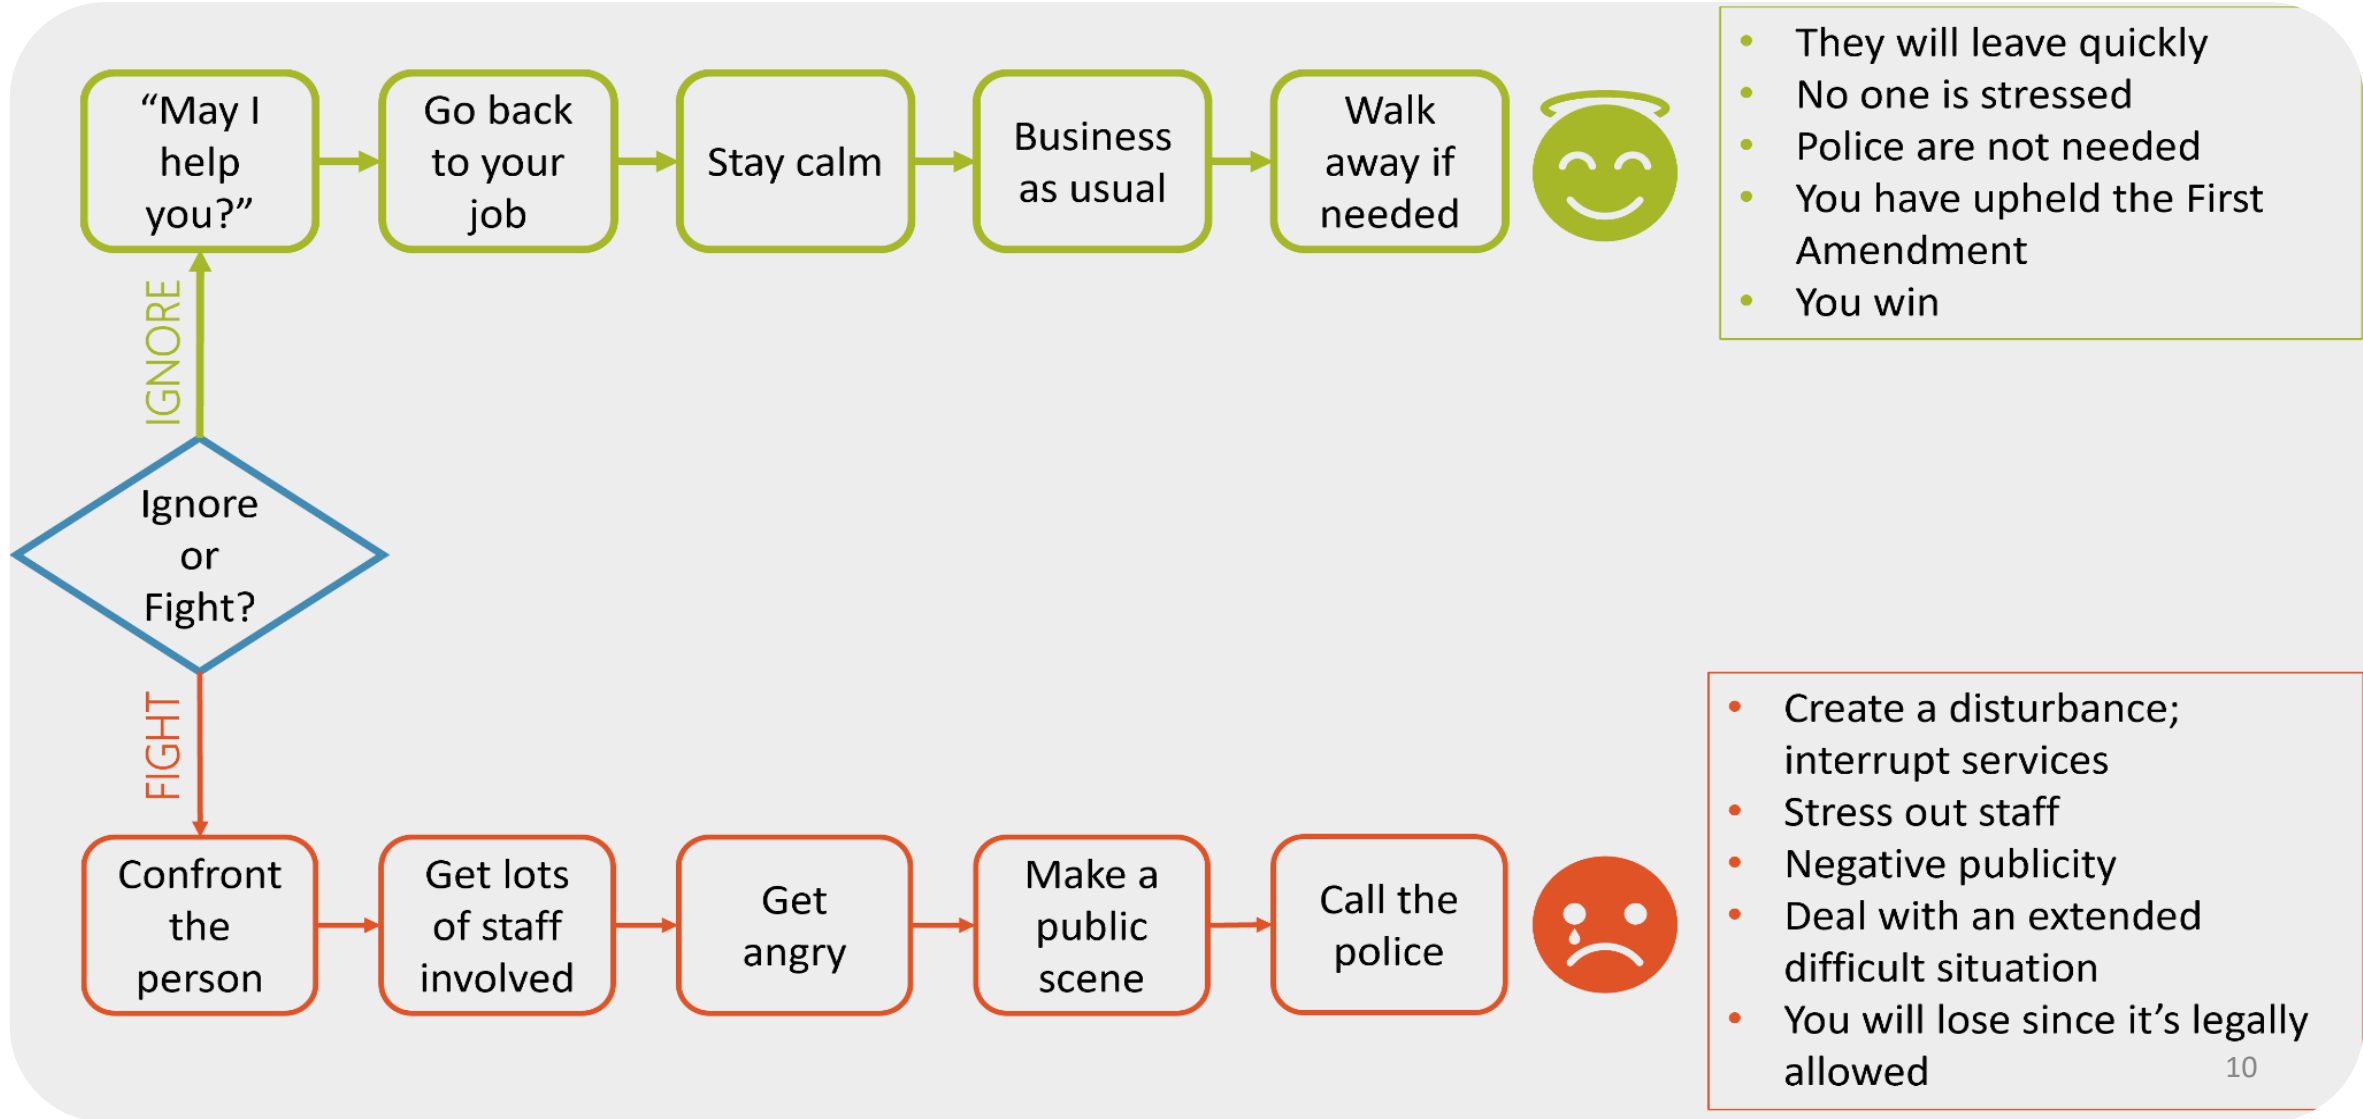 “May I
help
you?”
Go back
to your
job
Stay calm
Business
as usual
Walk
away if
needed
• They will leave quickly
• No one is stressed
• Police are not needed
• You have upheld the First
Amendment
• You win
IGNORE
Ignore
or
Fight?
FIGHT
Confront
the
person
Get lots
of staff
involved
Get
angry
Make a
public
scene
Call the
police
• Create a disturbance;
interrupt services
• Stress out staff
• Negative publicity
• Deal with an extended
difficult situation
• You will lose since it’s legally
allowed
10